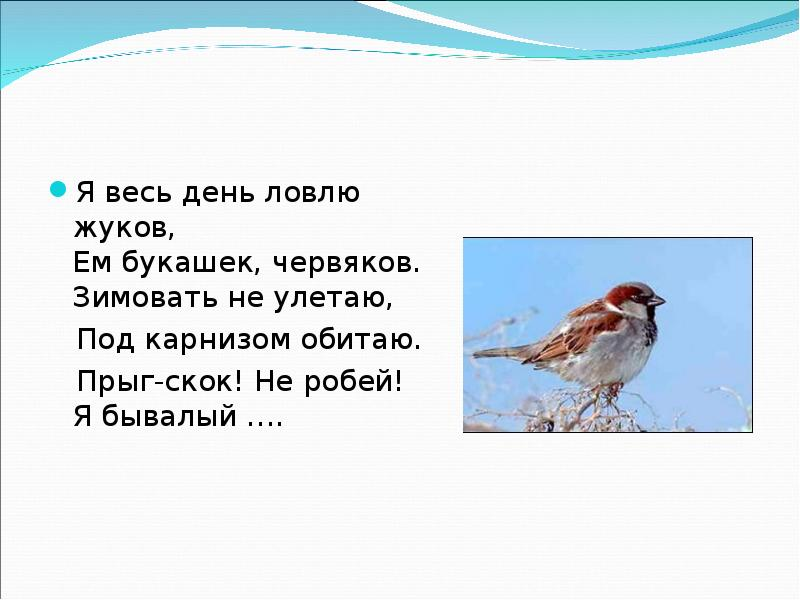 Я весь день ловлю
жуков,
Ем букашек, червяков.
Зимовать не улетаю,
Под карнизом обитаю.
Прыг-скок! Не робей!
Я бывалый ….